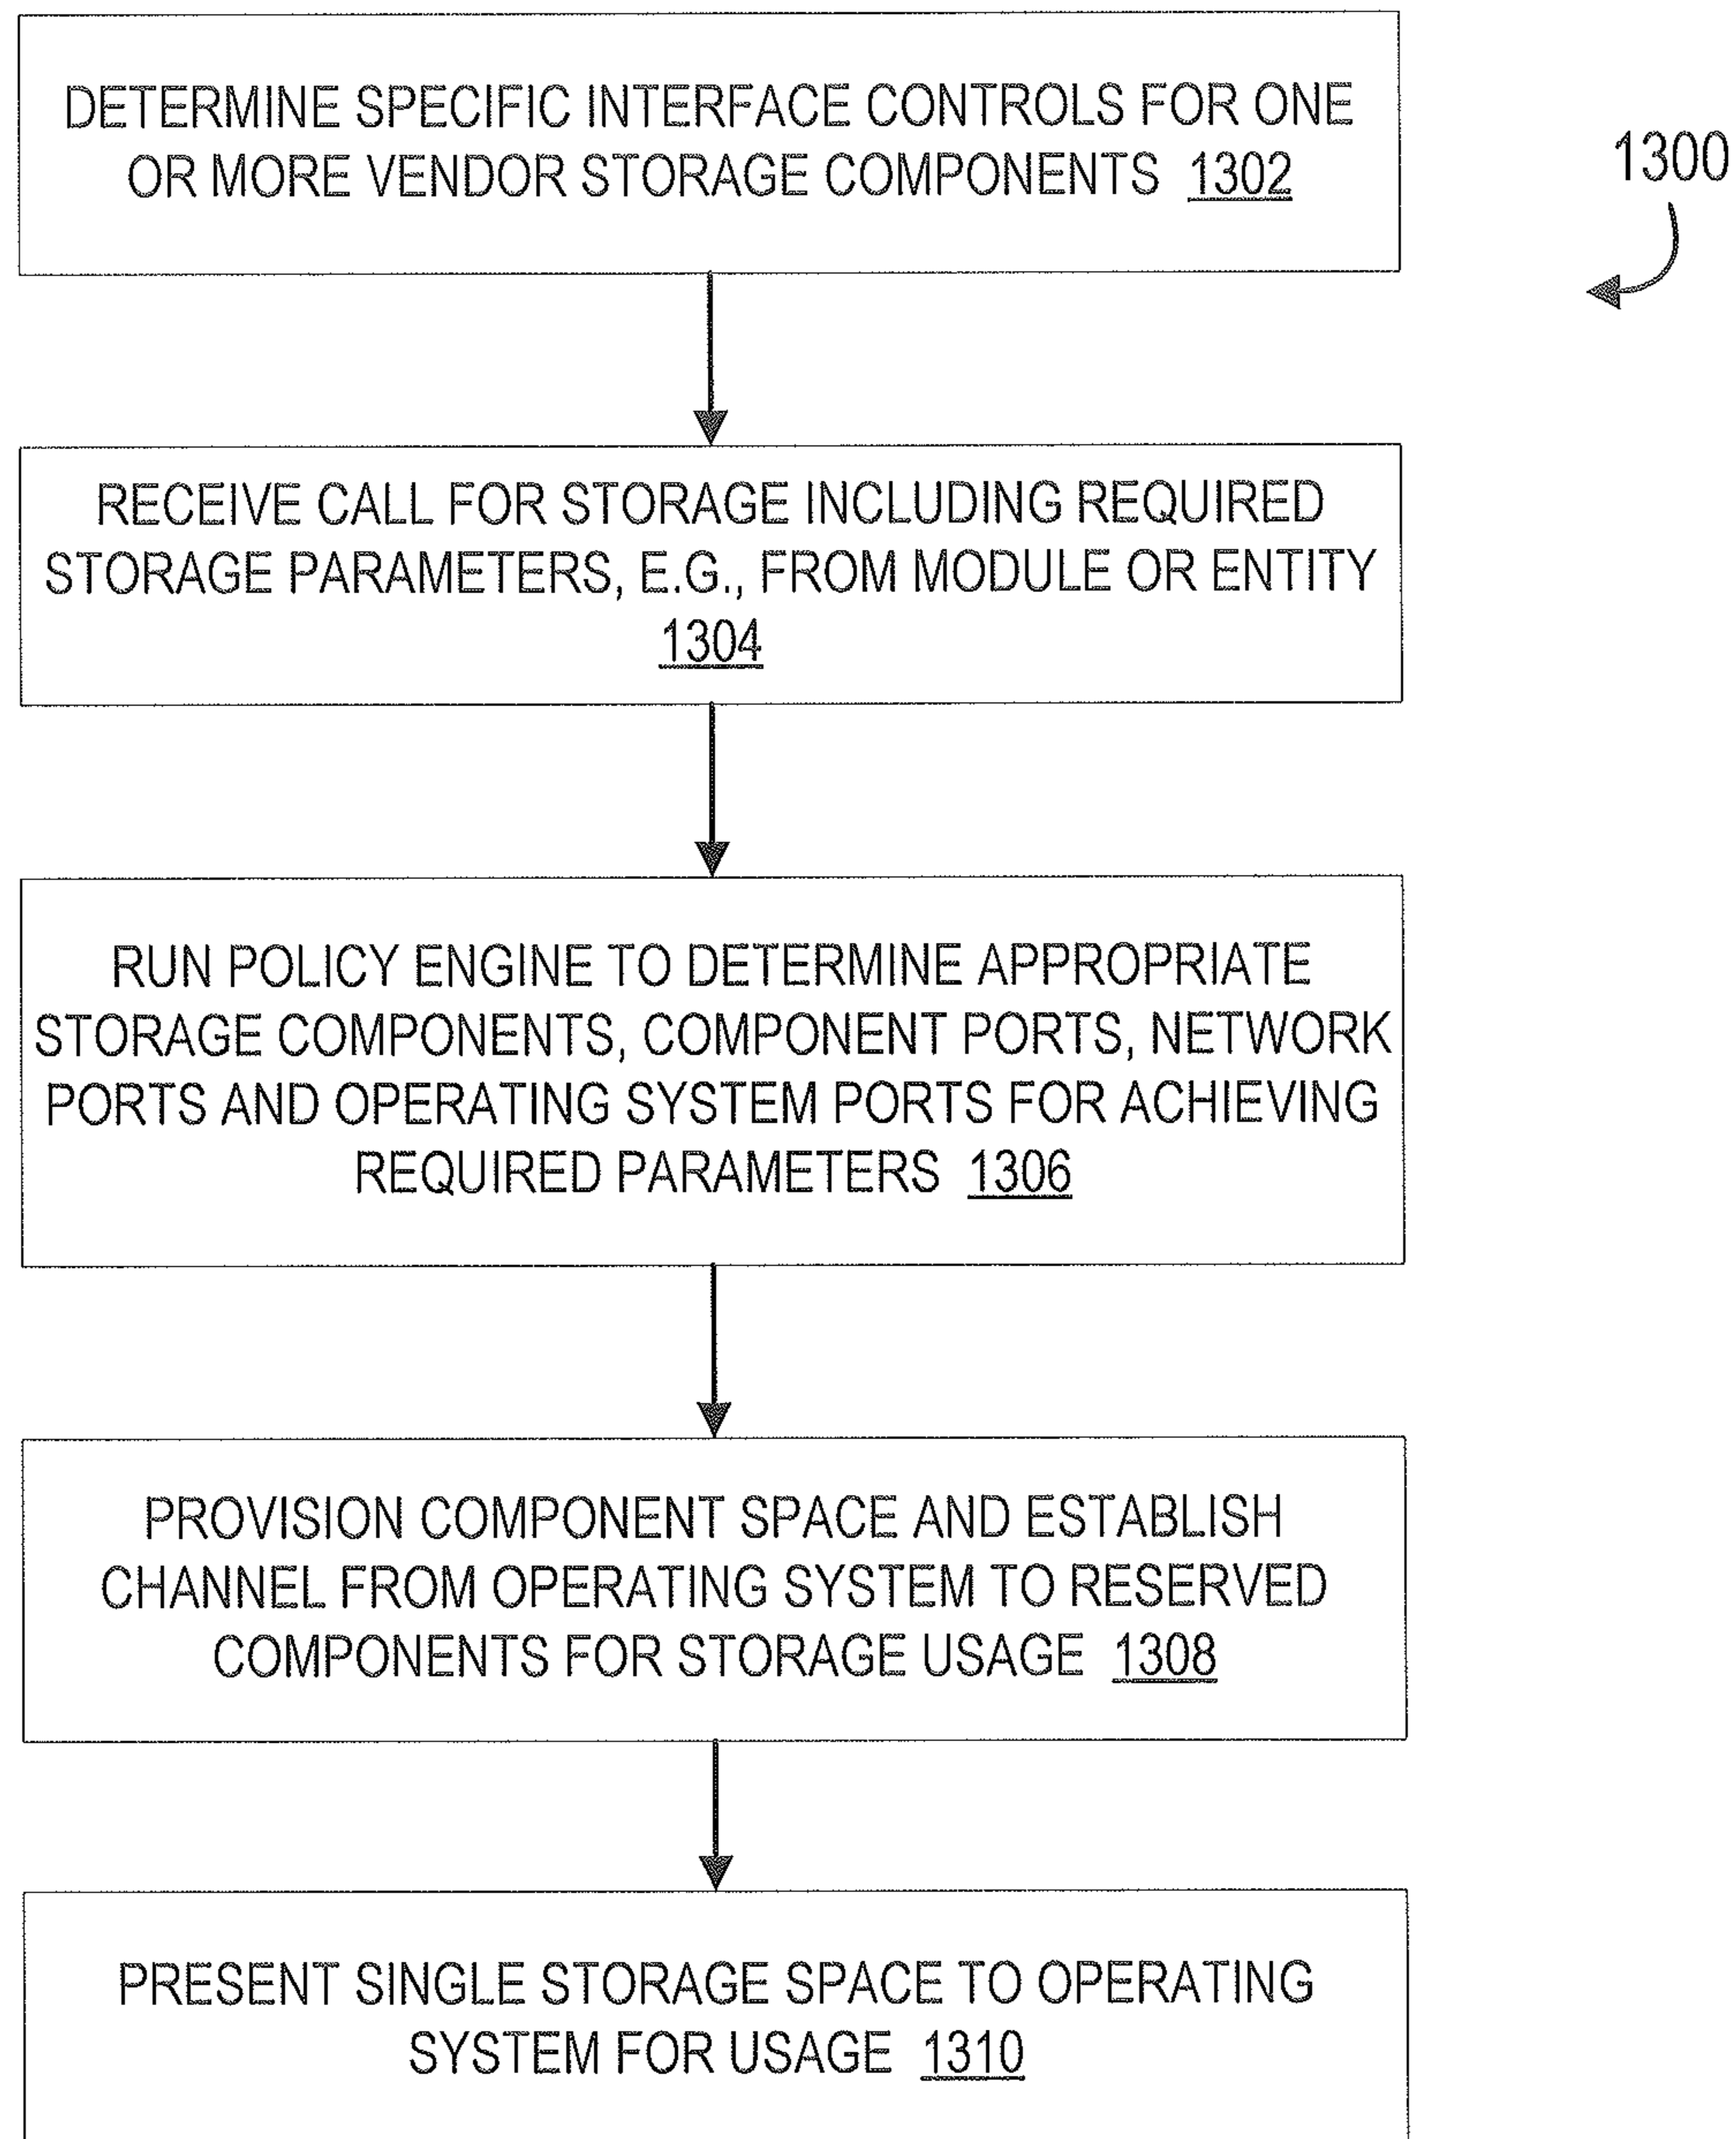 DETERMINE SPECIFIC INTERFACE CONTROLS FOR ONE
OR MORE VENDOR STORAGE COMPONENTS 1302
1300
RECEIVE CALL FOR STORAGE INCLUDING REQUIRED
STORAGE PARAMETERS, E.G., FROM MODULE OR ENTITY
1304
RUN POLICY ENGINE TO DETERMINE APPROPRIATE
STORAGE COMPONENTS, COMPONENT PORTS, NETWORK
PORTS AND OPERATING SYSTEM PORTS FOR ACHIEVING
REQUIRED PARAMETERS 1306
PROVISION COMPONENT SPACE AND ESTABLISH
CHANNEL FROM OPERATING SYSTEM TO RESERVED
COMPONENTS FOR STORAGE USAGE 1308
PRESENT SINGLE STORAGE SPACE TO OPERATING
SYSTEM FOR USAGE 1310